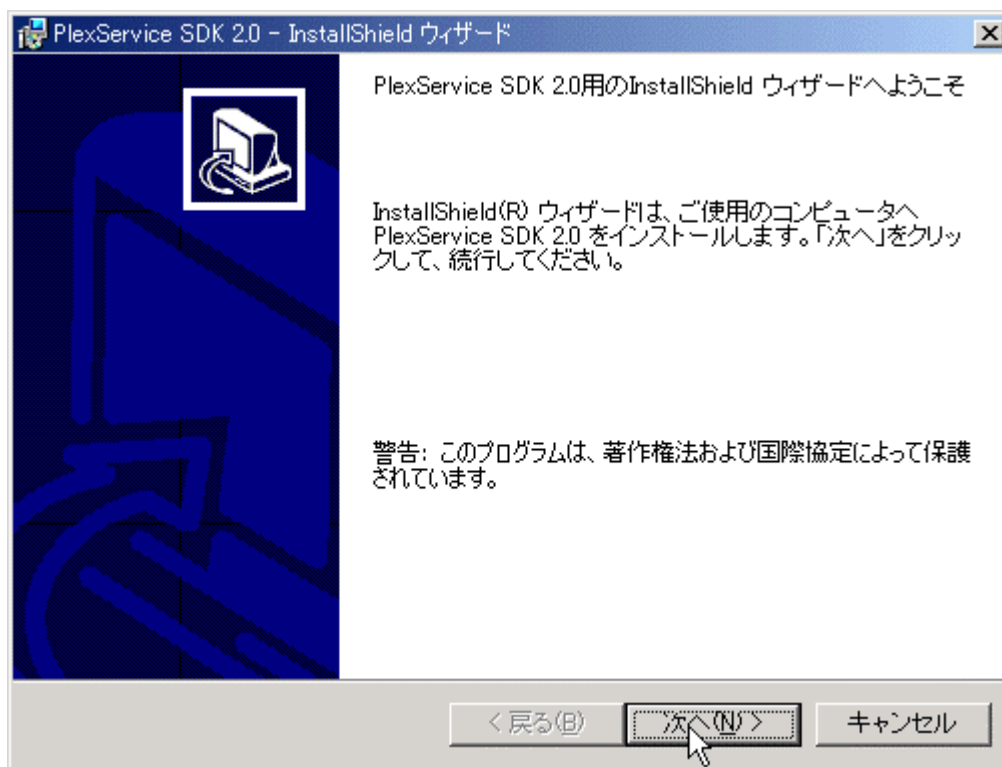 PlexService SDK 2.0 - InstallShield ウィザード
PlexService SDK 2.0用のInstallShield ウィザードへようこそ
InstallShield(R) ウィザードは、ご使用のコンピュータへ
PlexService SDK 2.0 をインストールします。「次へ」をクリッ
クして、続行してください。
警告: このプログラムは、著作権法および国際協定によって保護
されています。
< 戻る(B)
次へ(N) >
キャンセル